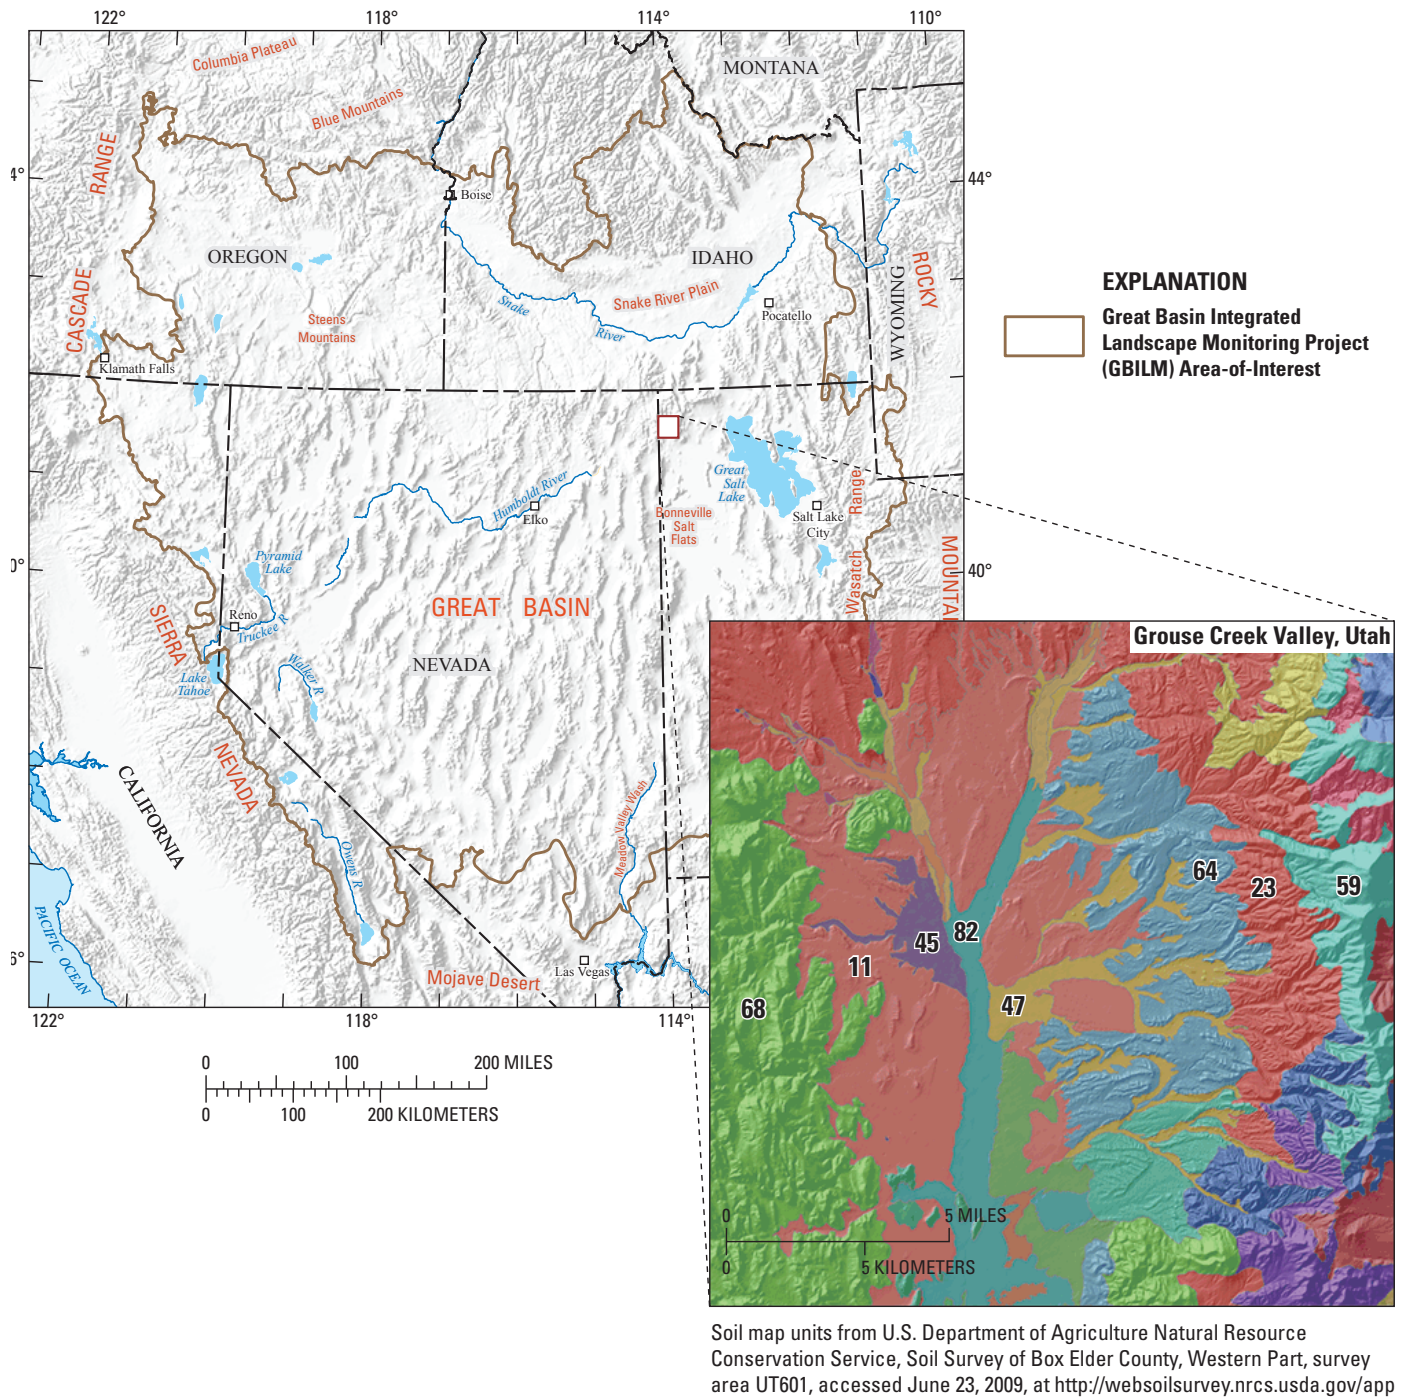 122°
118°
114°
110°
Columbia Plateau
MONTANA
Blue Mountains
RANGE
4°
44°
Boise
OREGON
IDAHO
ROCKY
WYOMING
CASCADE
Snake River Plain
Snake
River
Pocatello
Steens
Mountains
Klamath Falls
EXPLANATION
Great Basin Integrated
Landscape Monitoring Project
(GBILM) Area-of-Interest
Great
Salt
Lake
Humboldt River
Elko
Bonneville
Salt
Flats
Salt Lake
City
Wasatch Range
Pyramid
Lake
0°
40°
MOUNTAI
GREAT BASIN
Reno
Truckee R
SIERRA
NEVADA
Lake
Tahoe
Walker R
NEVADA
CALIFORNIA
Meadow Valley Wash
Owens R
PACIFIC OCEAN
6°
Mojave Desert
Las Vegas
122°
118°
114°
0 100 200 MILES
0 100 200 KILOMETERS
Grouse Creek Valley, Utah
64
23
59
45
82
11
68
47
0 5 MILES
0 5 KILOMETERS
Soil map units from U.S. Department of Agriculture Natural Resource
Conservation Service, Soil Survey of Box Elder County, Western Part, survey
area UT601, accessed June 23, 2009, at http://websoilsurvey.nrcs.usda.gov/app